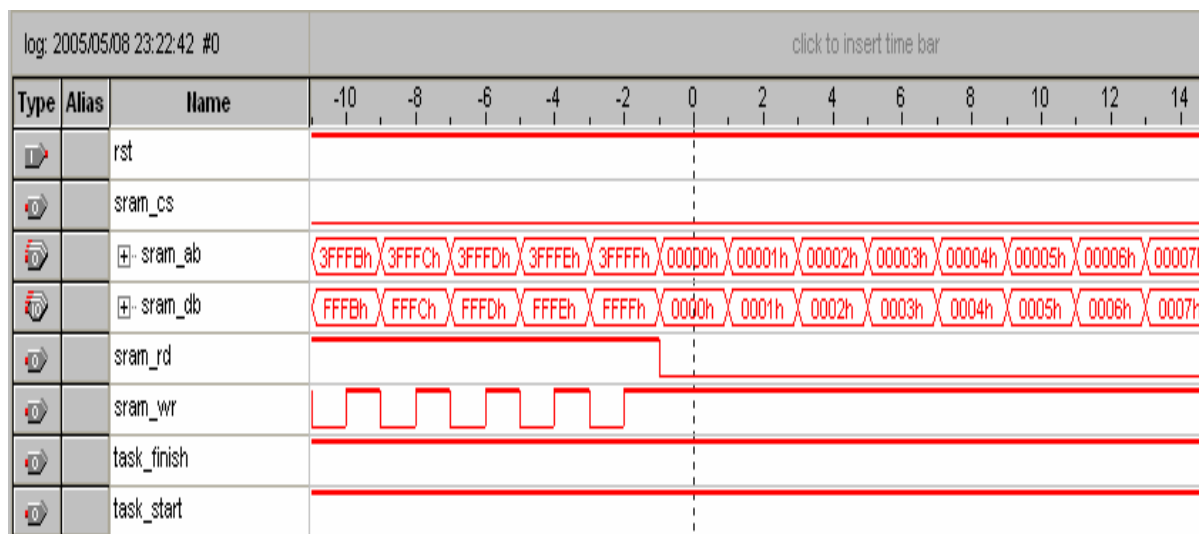 log: 2005/05/08 23:22:42 #0 click to insert time bar
Type Alias Name -10 -8 -6 -4 -2 0 2 4 6 8 10 12 14
rst
sram_cs
sram_ab 3FFFBh 3FFFCh 3FFFDh 3FFFEh 3FFFFh 00000h 00001h 00002h 00003h 00004h 00005h 00006h 00007h
sram_db FFFBh FFFCh FFFDh FFFEh FFFFh 0000h 0001h 0002h 0003h 0004h 0005h 0006h 0007h
sram_rd
sram_wr
task_finish
task_start